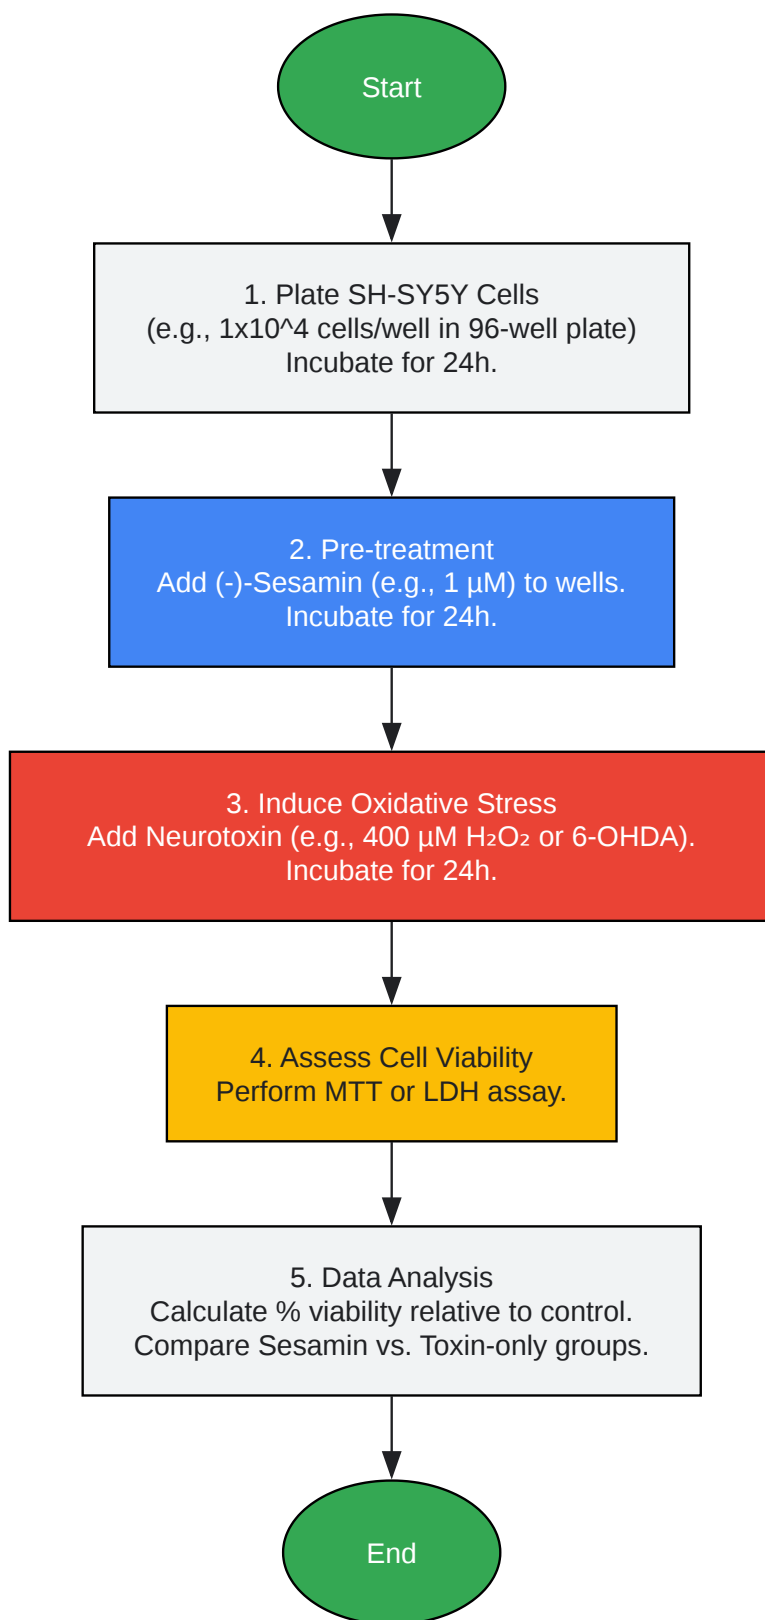 Start
1. Plate SH-SY5Y Cells
(e.g., 1x10^4 cells/well in 96-well plate)
Incubate for 24h.
2. Pre-treatment
Add (-)-Sesamin (e.g., 1 µM) to wells.
Incubate for 24h.
3. Induce Oxidative Stress
Add Neurotoxin (e.g., 400 µM H₂O₂ or 6-OHDA).
Incubate for 24h.
4. Assess Cell Viability
Perform MTT or LDH assay.
5. Data Analysis
Calculate % viability relative to control.
Compare Sesamin vs. Toxin-only groups.
End